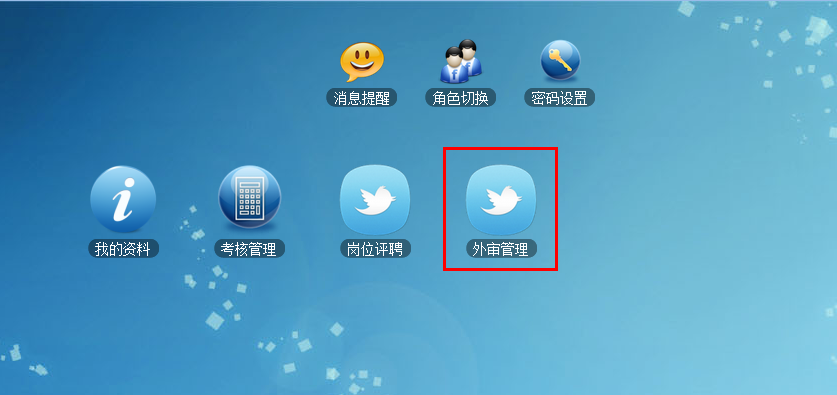 消息提醒
角色切换
密码设置
我的资料
考核管理
岗位评聘
外审管理